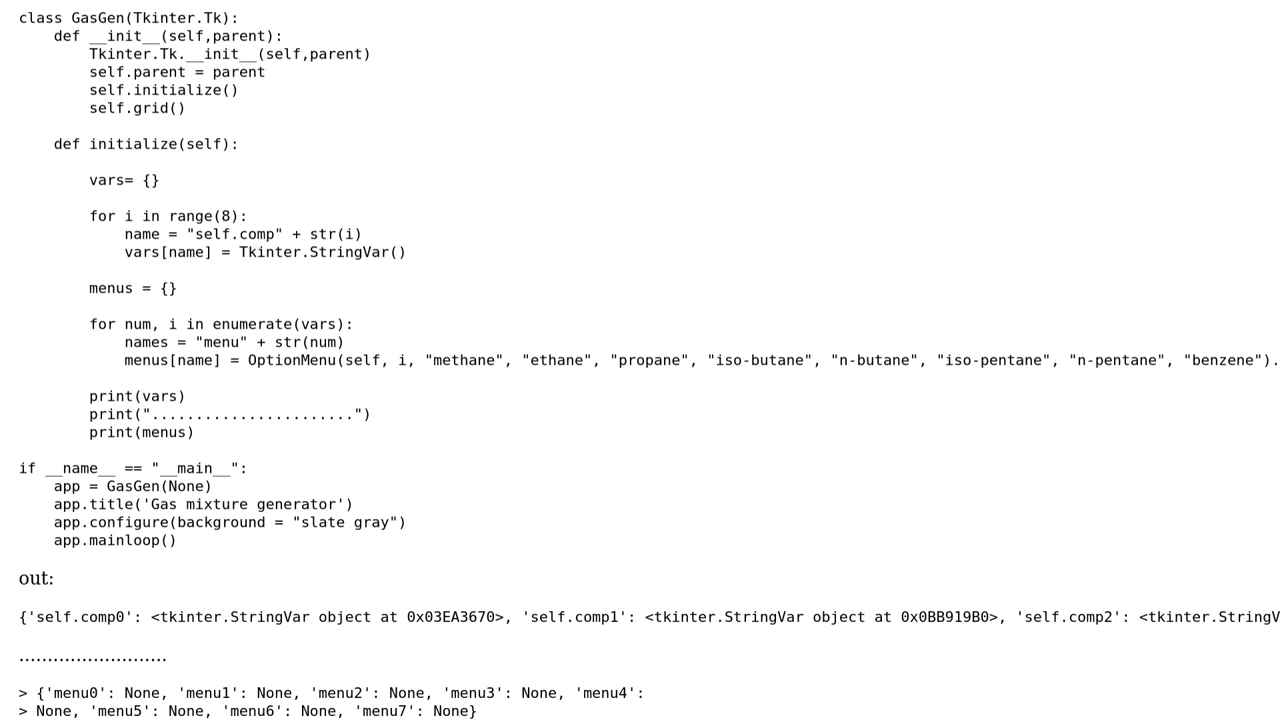 class GasGen(Tkinter.Tk):
    def __init__(self,parent):
        Tkinter.Tk.__init__(self,parent)
        self.parent = parent
        self.initialize()
        self.grid()

    def initialize(self):

        vars= {}

        for i in range(8):
            name = "self.comp" + str(i)
            vars[name] = Tkinter.StringVar()

        menus = {}

        for num, i in enumerate(vars):
            names = "menu" + str(num)
            menus[name] = OptionMenu(self, i, "methane", "ethane", "propane", "iso-butane", "n-butane", "iso-pentane", "n-pentane", "benzene").

        print(vars)
        print(".......................")
        print(menus)

if __name__ == "__main__":
    app = GasGen(None)
    app.title('Gas mixture generator')
    app.configure(background = "slate gray")
    app.mainloop()

out:

{'self.comp0': <tkinter.StringVar object at 0x03EA3670>, 'self.comp1': <tkinter.StringVar object at 0x0BB919B0>, 'self.comp2': <tkinter.StringV

..........................

> {'menu0': None, 'menu1': None, 'menu2': None, 'menu3': None, 'menu4':
> None, 'menu5': None, 'menu6': None, 'menu7': None}